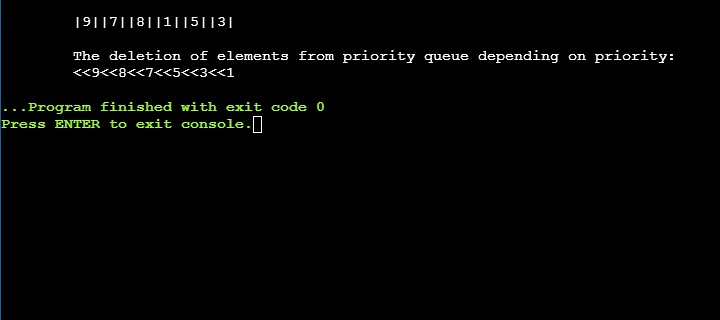 |9||7||8||1||5||3|
The deletion of elements from priority queue depending on priority:
<<9<<8<<7<<5<<3<<1
...Program finished with exit code 0
Press ENTER to exit console.